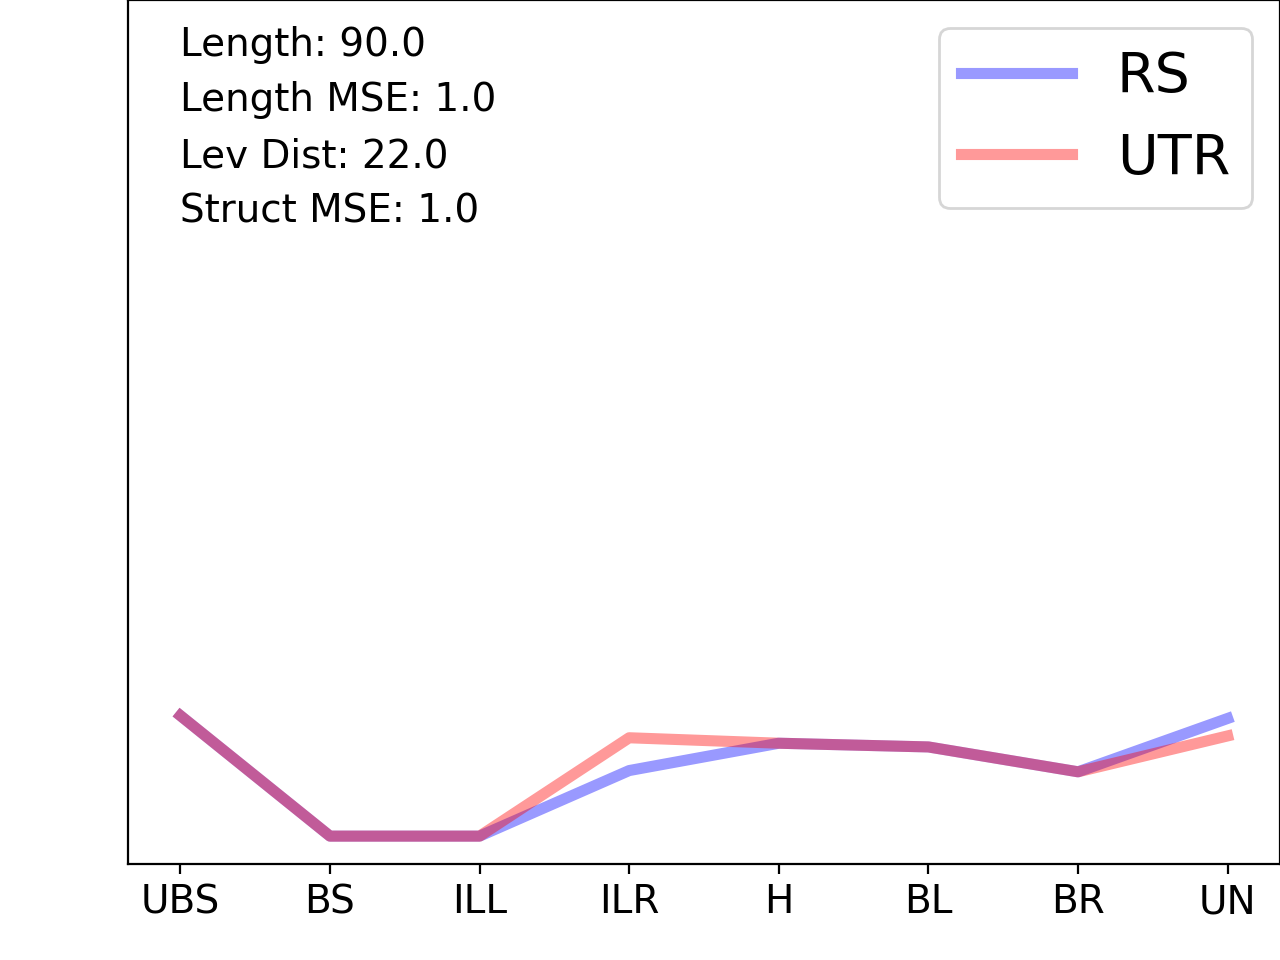 Length: 90.0
Length MSE: 1.0
Lev Dist: 22.0
Struct MSE: 1.0
RS
UTR
UBS BS ILL ILR H BL BR UN